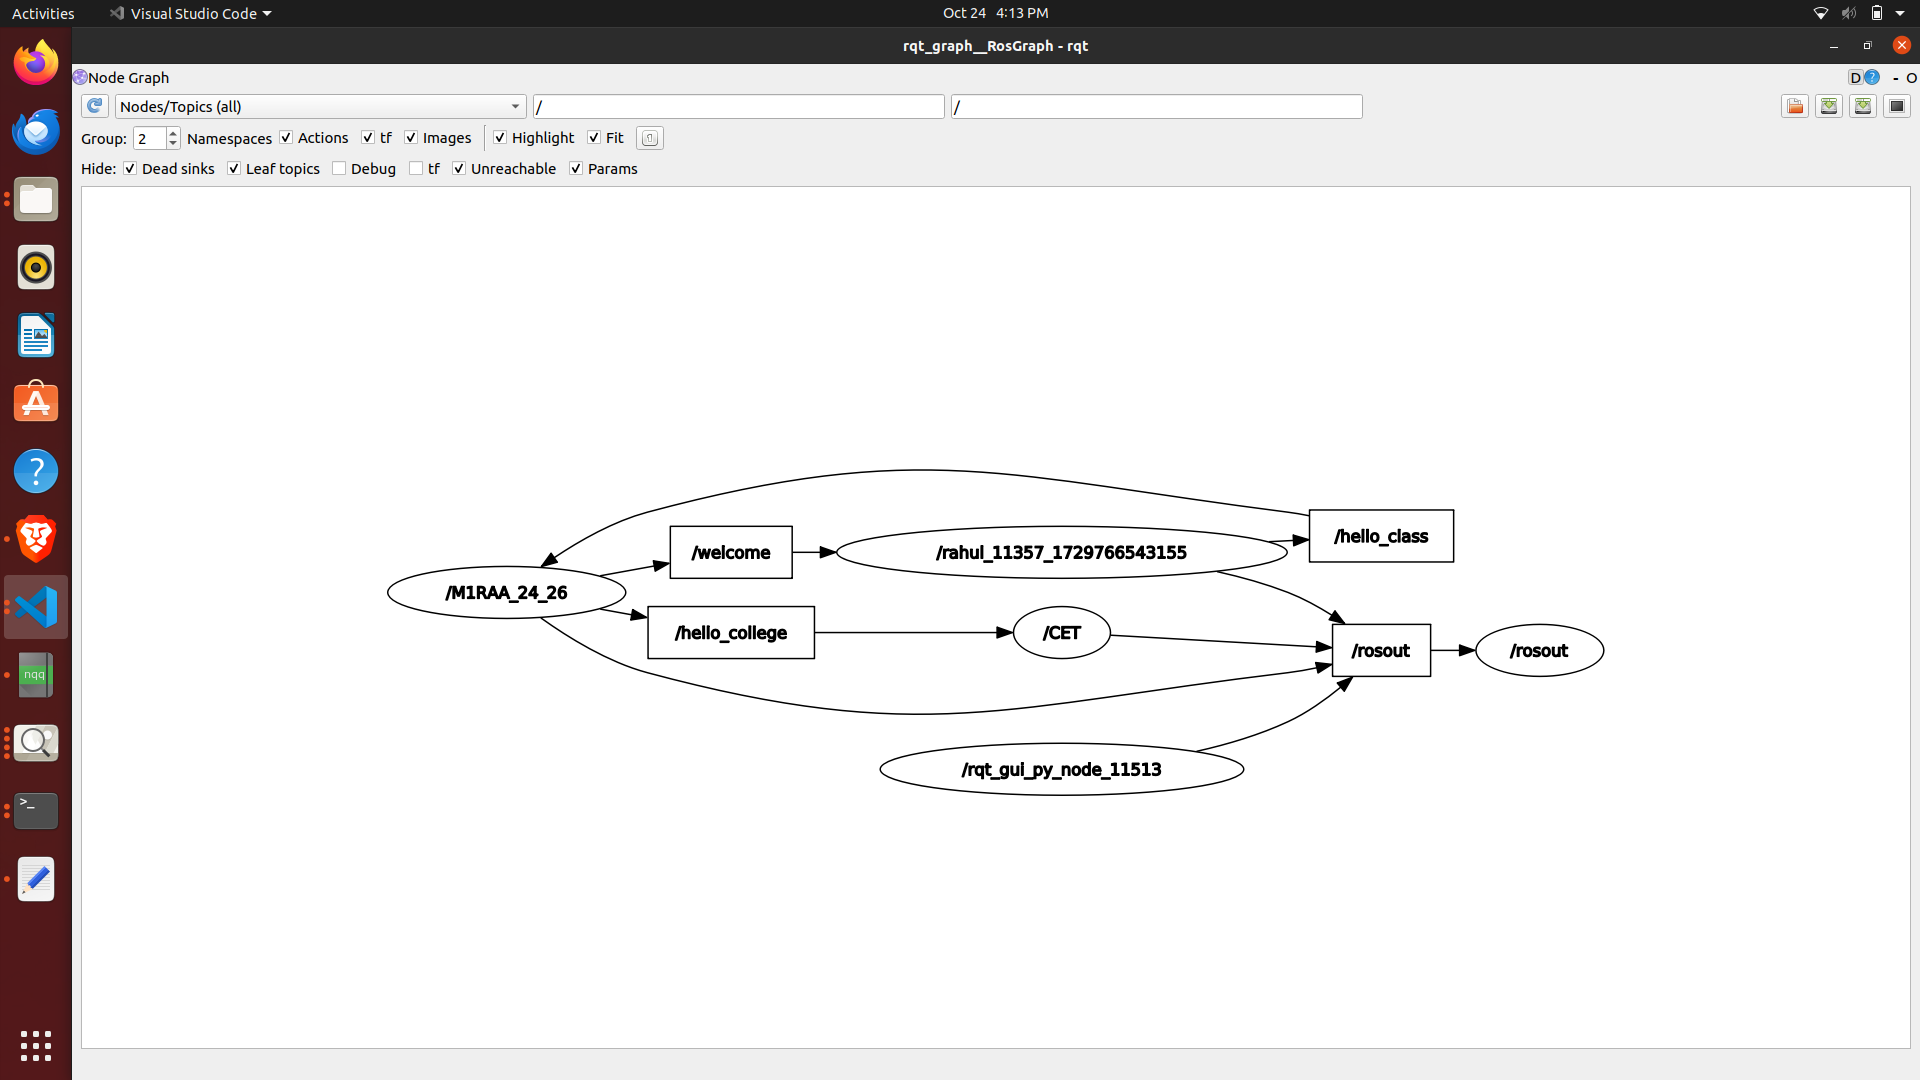 Activities Visual Studio Code Oct 24 4:13 PM
rqt_graph__RosGraph - rqt
Node Graph D ? - O
Nodes/Topics (all) / /
Group: 2 Namespaces Actions tf Images Highlight Fit
Hide: Dead sinks Leaf topics Debug tf Unreachable Params
/hello_class
/welcome /rahul_11357_1729766543155
/M1RAA_24_26
/hello_college /CET
/rosout /rosout
/rqt_gui_py_node_11513
?
nqq
>_